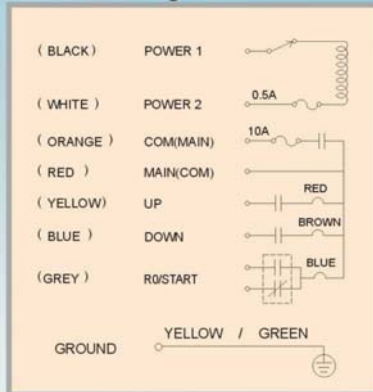 ( BLACK ) POWER 1
( WHITE ) POWER 2 0.5A
( ORANGE ) COM(MAIN) 10A
( RED ) MAIN(COM)
( YELLOW) UP RED
( BLUE ) DOWN BROWN
(GREY ) R0/START BLUE
GROUND YELLOW / GREEN